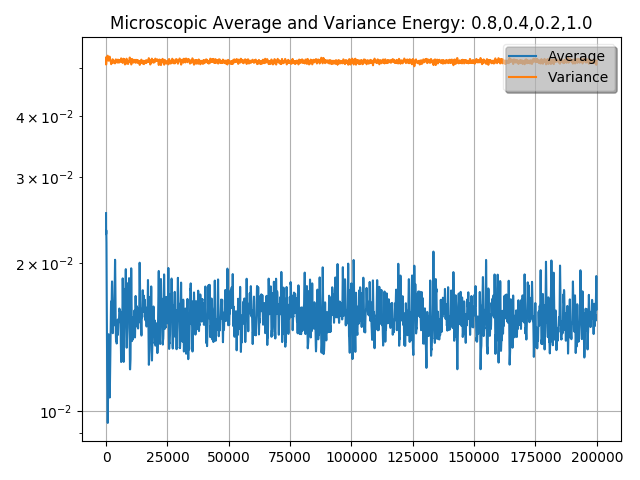 Microscopic Average and Variance Energy: 0.8,0.4,0.2,1.0
Average
Variance
4 × 10⁻²
3 × 10⁻²
2 × 10⁻²
10⁻²
0 25000 50000 75000 100000 125000 150000 175000 200000